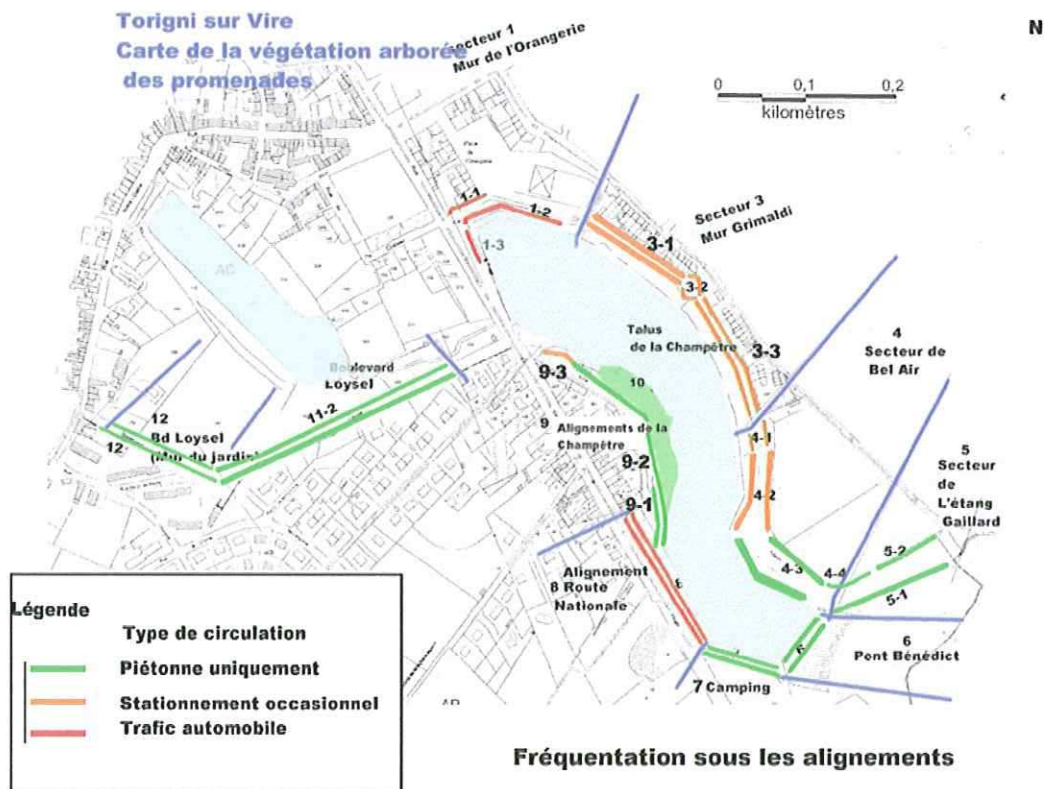 Torigni sur Vire
Carte de la végétation arborée
des promenades
Secteur 1
Mur de l'Orangerie
N
0 0,1 0,2
kilomètres
1-1
1-2
1-3
Secteur 3
Mur Grimaldi
3-1
3-2
3-3
Talus
de la Champêtre
4
Secteur de
Bel Air
4-1
4-2
4-3
4-4
5
Secteur
de
L'étang
Gaillard
5-2
5-1
6
Pont Bénédict
6
7
7 Camping
Alignement
8 Route
Nationale
8
9
Alignements de la
Champêtre
9-1
9-2
9-3
10
Boulevard
Loysel
11-2
12
Bd Loysel
(Mur du jardin)
12
Légende
Type de circulation
Piétonne uniquement
Stationnement occasionnel
Trafic automobile
Fréquentation sous les alignements